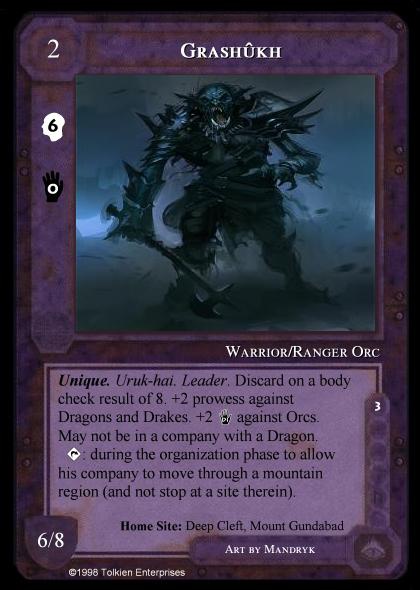 2
GRASHÛKH
6
0
WARRIOR/RANGER ORC
Unique. Uruk-hai. Leader. Discard on a body
check result of 8. +2 prowess against
Dragons and Drakes. +2 against Orcs.
May not be in a company with a Dragon.
: during the organization phase to allow
his company to move through a mountain
region (and not stop at a site therein).
3
Home Site: Deep Cleft, Mount Gundabad
6/8
ART BY MANDRYK
©1998 Tolkien Enterprises